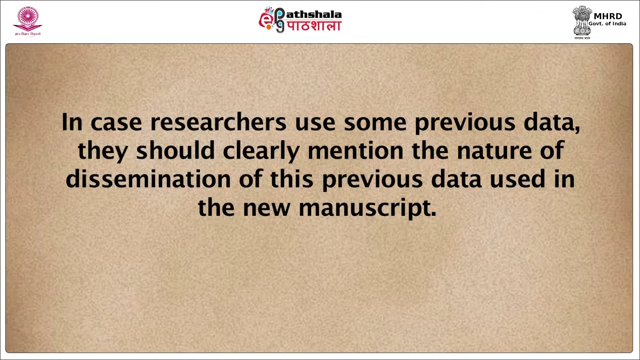 ePathshala
पाठशाला
MHRD
Govt. of India
In case researchers use some previous data,
they should clearly mention the nature of
dissemination of this previous data used in
the new manuscript.